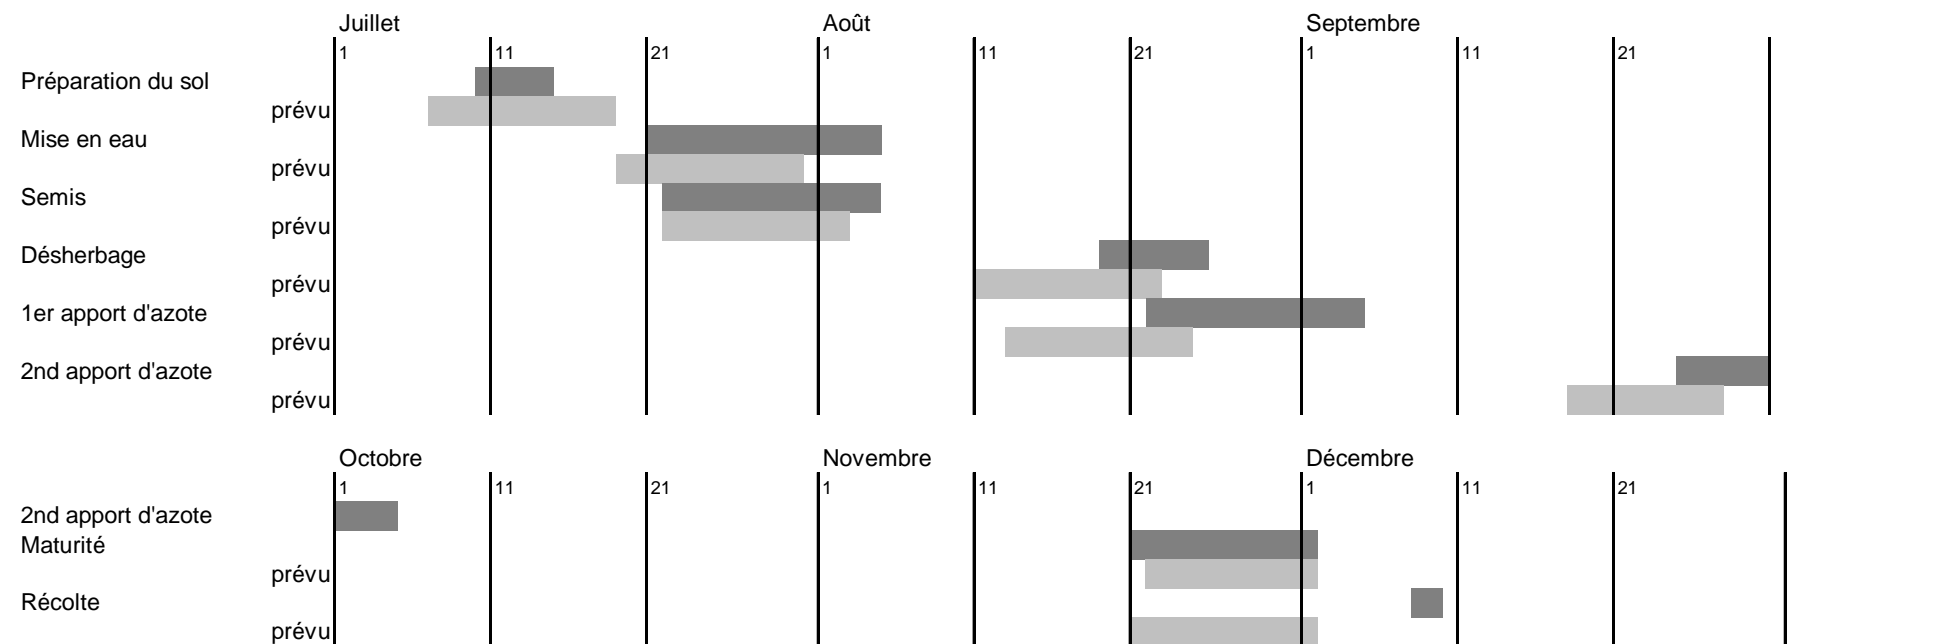 Juillet Août Septembre
1 11 21 1 11 21 1 11 21
Préparation du sol
prévu
Mise en eau
prévu
Semis
prévu
Désherbage
prévu
1er apport d'azote
prévu
2nd apport d'azote
prévu
Octobre Novembre Décembre
1 11 21 1 11 21 1 11 21
2nd apport d'azote
Maturité
prévu
Récolte
prévu